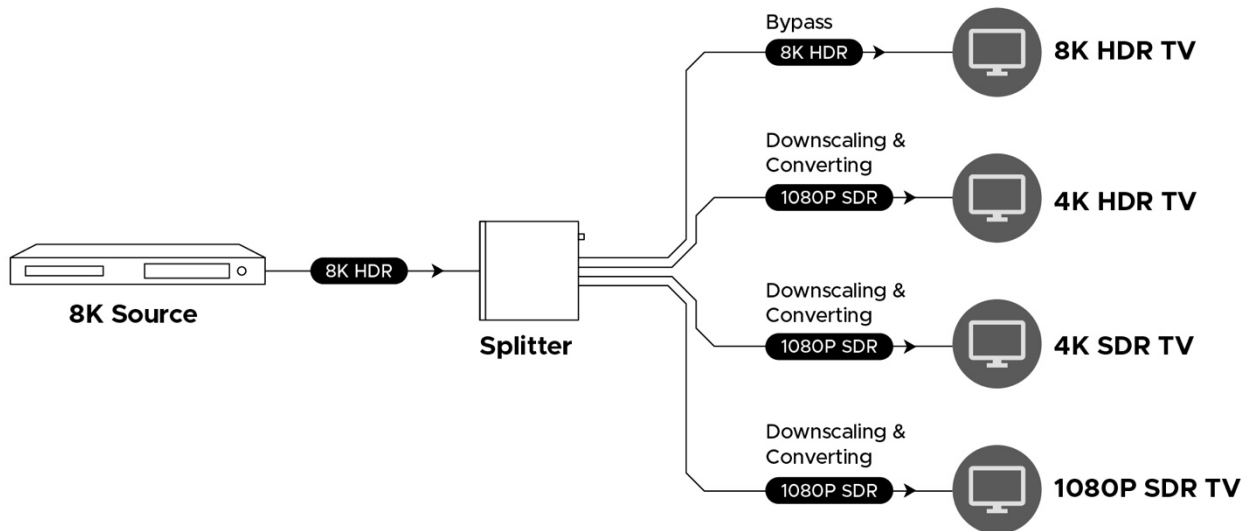 Bypass
8K HDR
8K HDR TV
Downscaling &
Converting
1080P SDR
4K HDR TV
8K HDR
8K Source
Splitter
Downscaling &
Converting
1080P SDR
4K SDR TV
Downscaling &
Converting
1080P SDR
1080P SDR TV